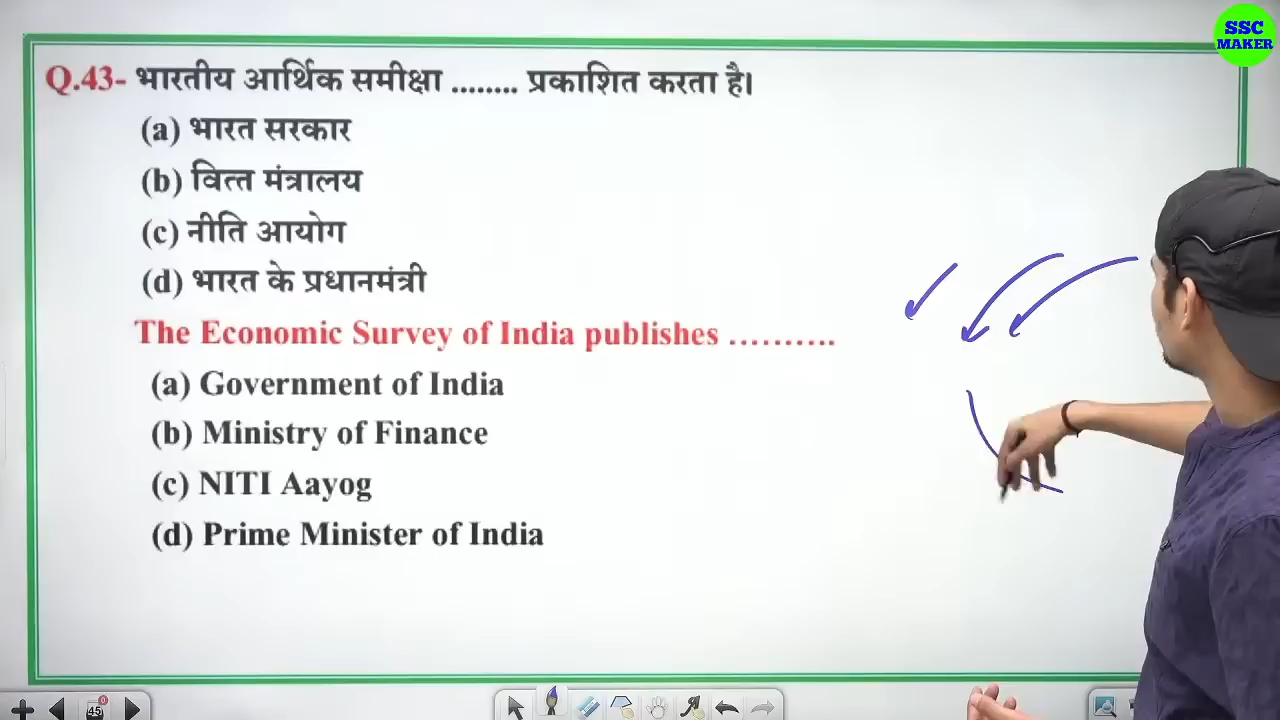 SSC
MAKER
Q.43- भारतीय आर्थिक समीक्षा ........ प्रकाशित करता है।
(a) भारत सरकार
(b) वित्त मंत्रालय
(c) नीति आयोग
(d) भारत के प्रधानमंत्री
The Economic Survey of India publishes ..........
(a) Government of India
(b) Ministry of Finance
(c) NITI Aayog
(d) Prime Minister of India
45